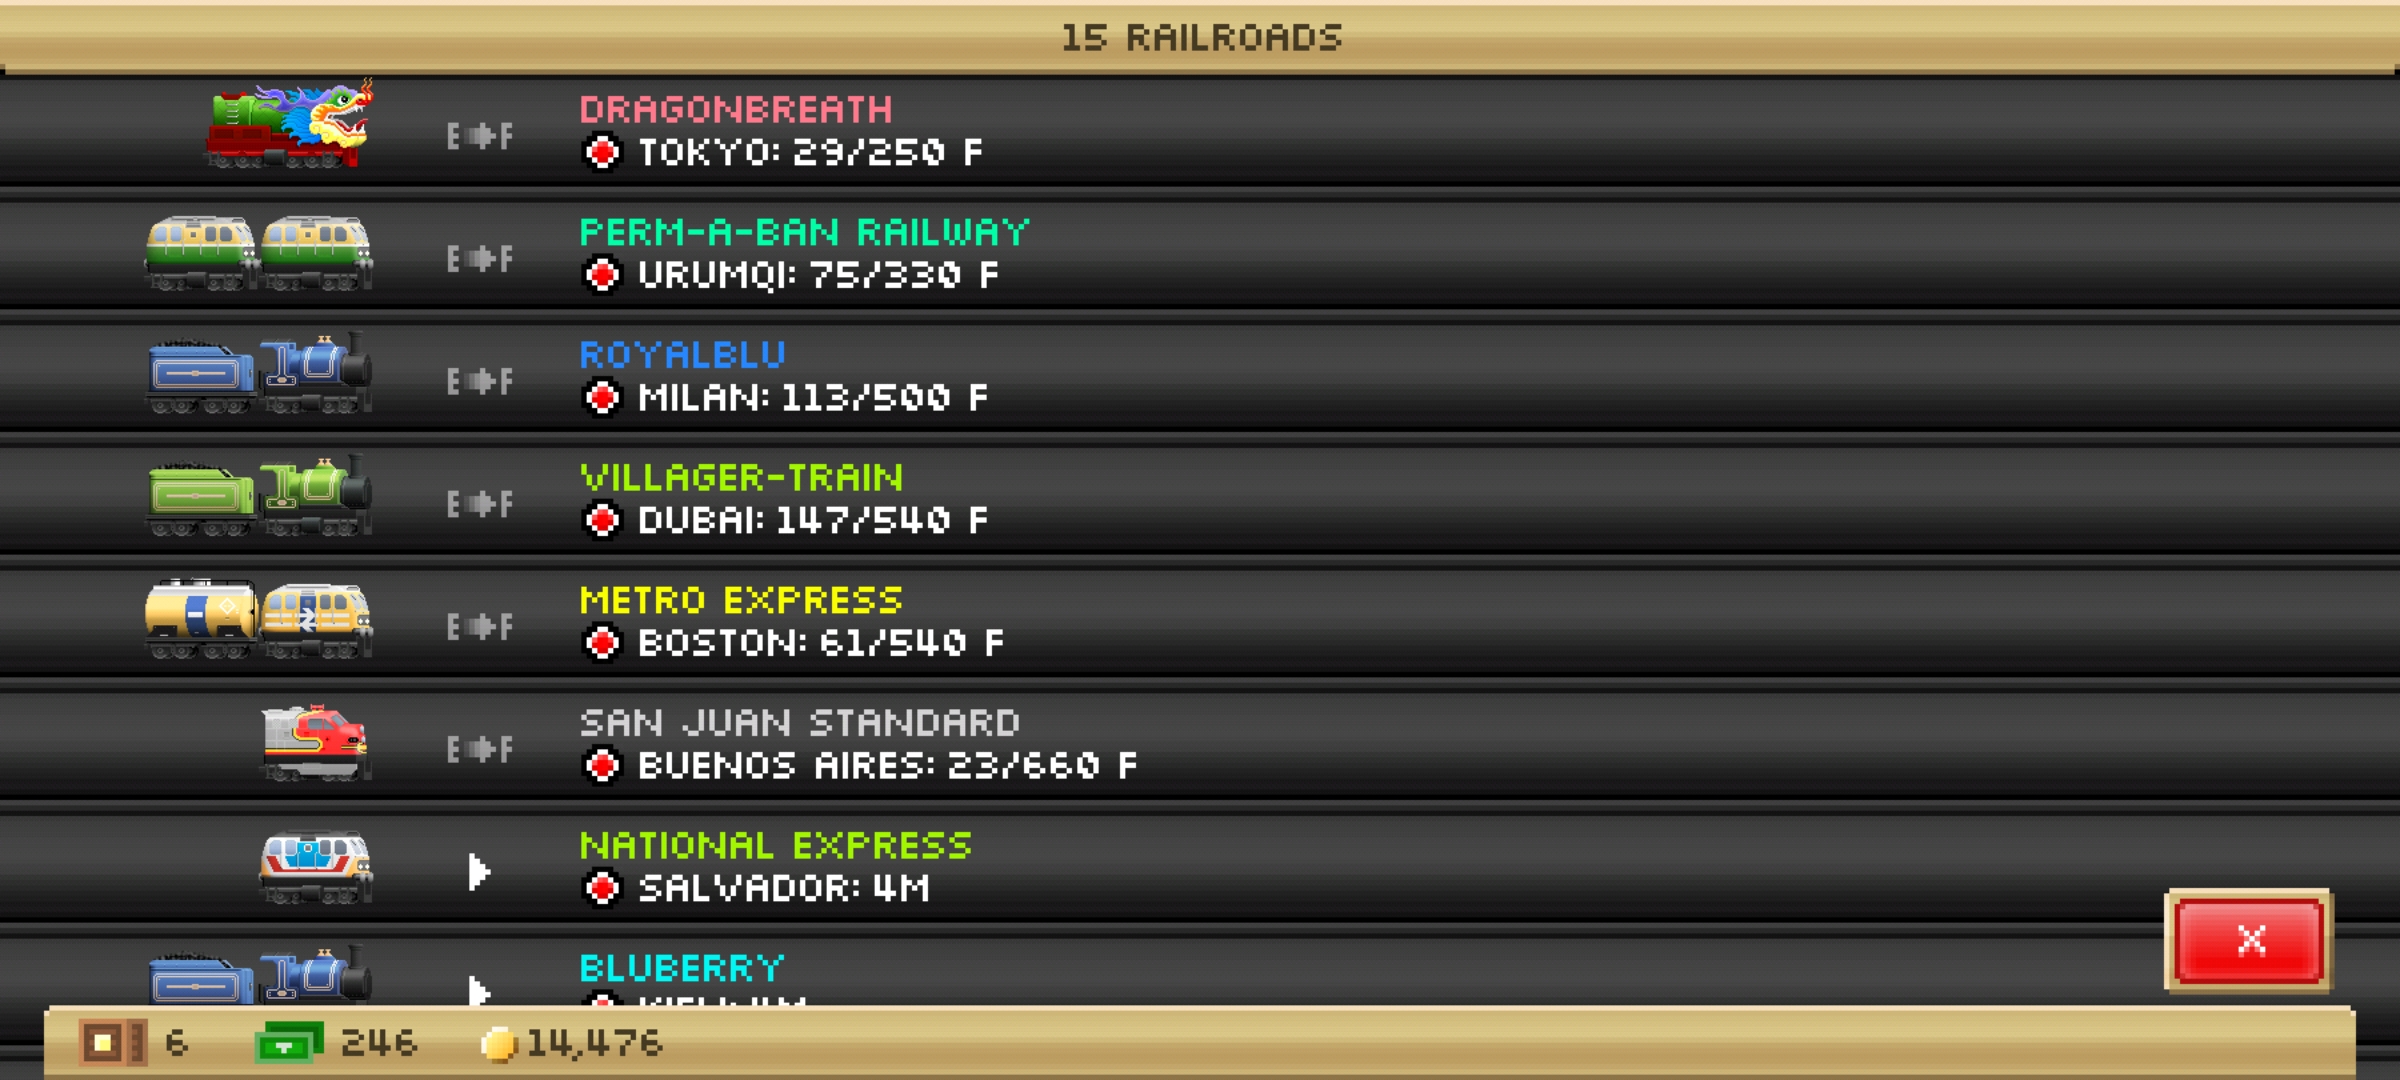 15 RAILROADS
DRAGONBREATH
E F
TOKYO: 29/250 F
PERM-A-BAN RAILWAY
E F
URUMQI: 75/330 F
ROYALBLU
E F
MILAN: 113/500 F
VILLAGER-TRAIN
E F
DUBAI: 147/540 F
METRO EXPRESS
E F
BOSTON: 61/540 F
SAN JUAN STANDARD
E F
BUENOS AIRES: 23/660 F
NATIONAL EXPRESS
SALVADOR: 4M
BLUBERRY
X
6 246 14,476